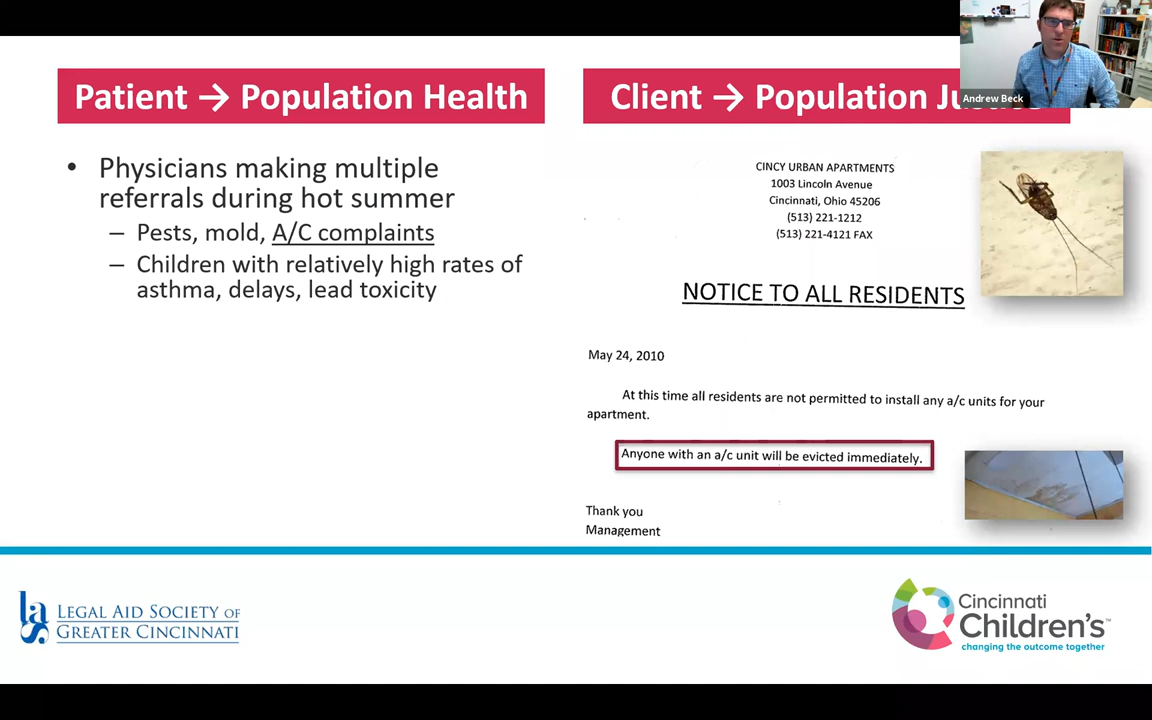 Patient → Population Health
• Physicians making multiple
referrals during hot summer
– Pests, mold, A/C complaints
– Children with relatively high rates of
asthma, delays, lead toxicity
Client → Population
Andrew Beck
CINCY URBAN APARTMENTS
1003 Lincoln Avenue
Cincinnati, Ohio 45206
(513) 221-1212
(513) 221-4121 FAX
NOTICE TO ALL RESIDENTS
May 24, 2010
At this time all residents are not permitted to install any a/c units for your
apartment.
Anyone with an a/c unit will be evicted immediately.
Thank you
Management
las LEGAL AID SOCIETY OF
GREATER CINCINNATI
Cincinnati
Children's™
changing the outcome together